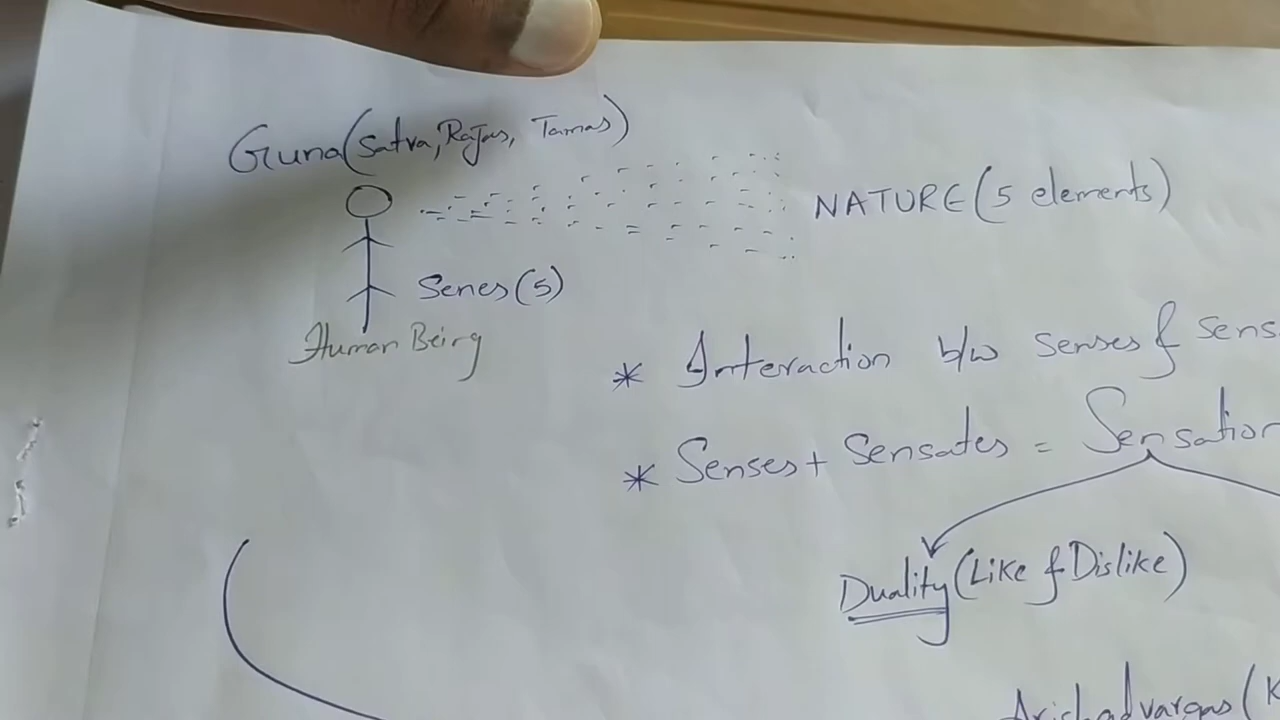 Guna(Satva, Rajas, Tamas)
NATURE(5 elements)
Senes(5)
Human Being
* Interaction b/w senses & sens
* Senses + Sensates = Sensation
Duality(Like & Dislike)
Arishadvargas(K